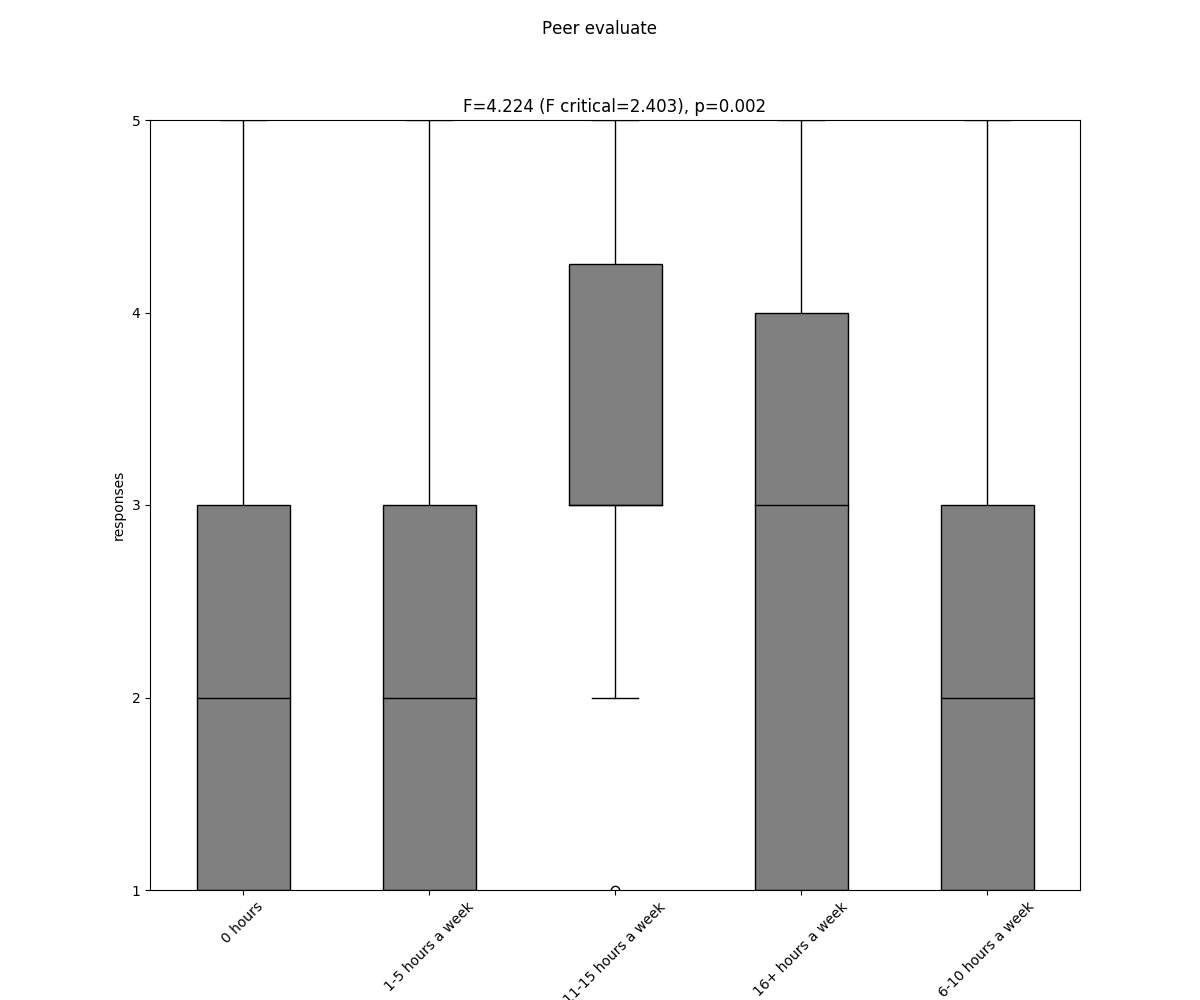 Peer evaluate
F=4.224 (F critical=2.403), p=0.002
5
4
3
2
1
responses
0 hours
1-5 hours a week
11-15 hours a week
16+ hours a week
6-10 hours a week